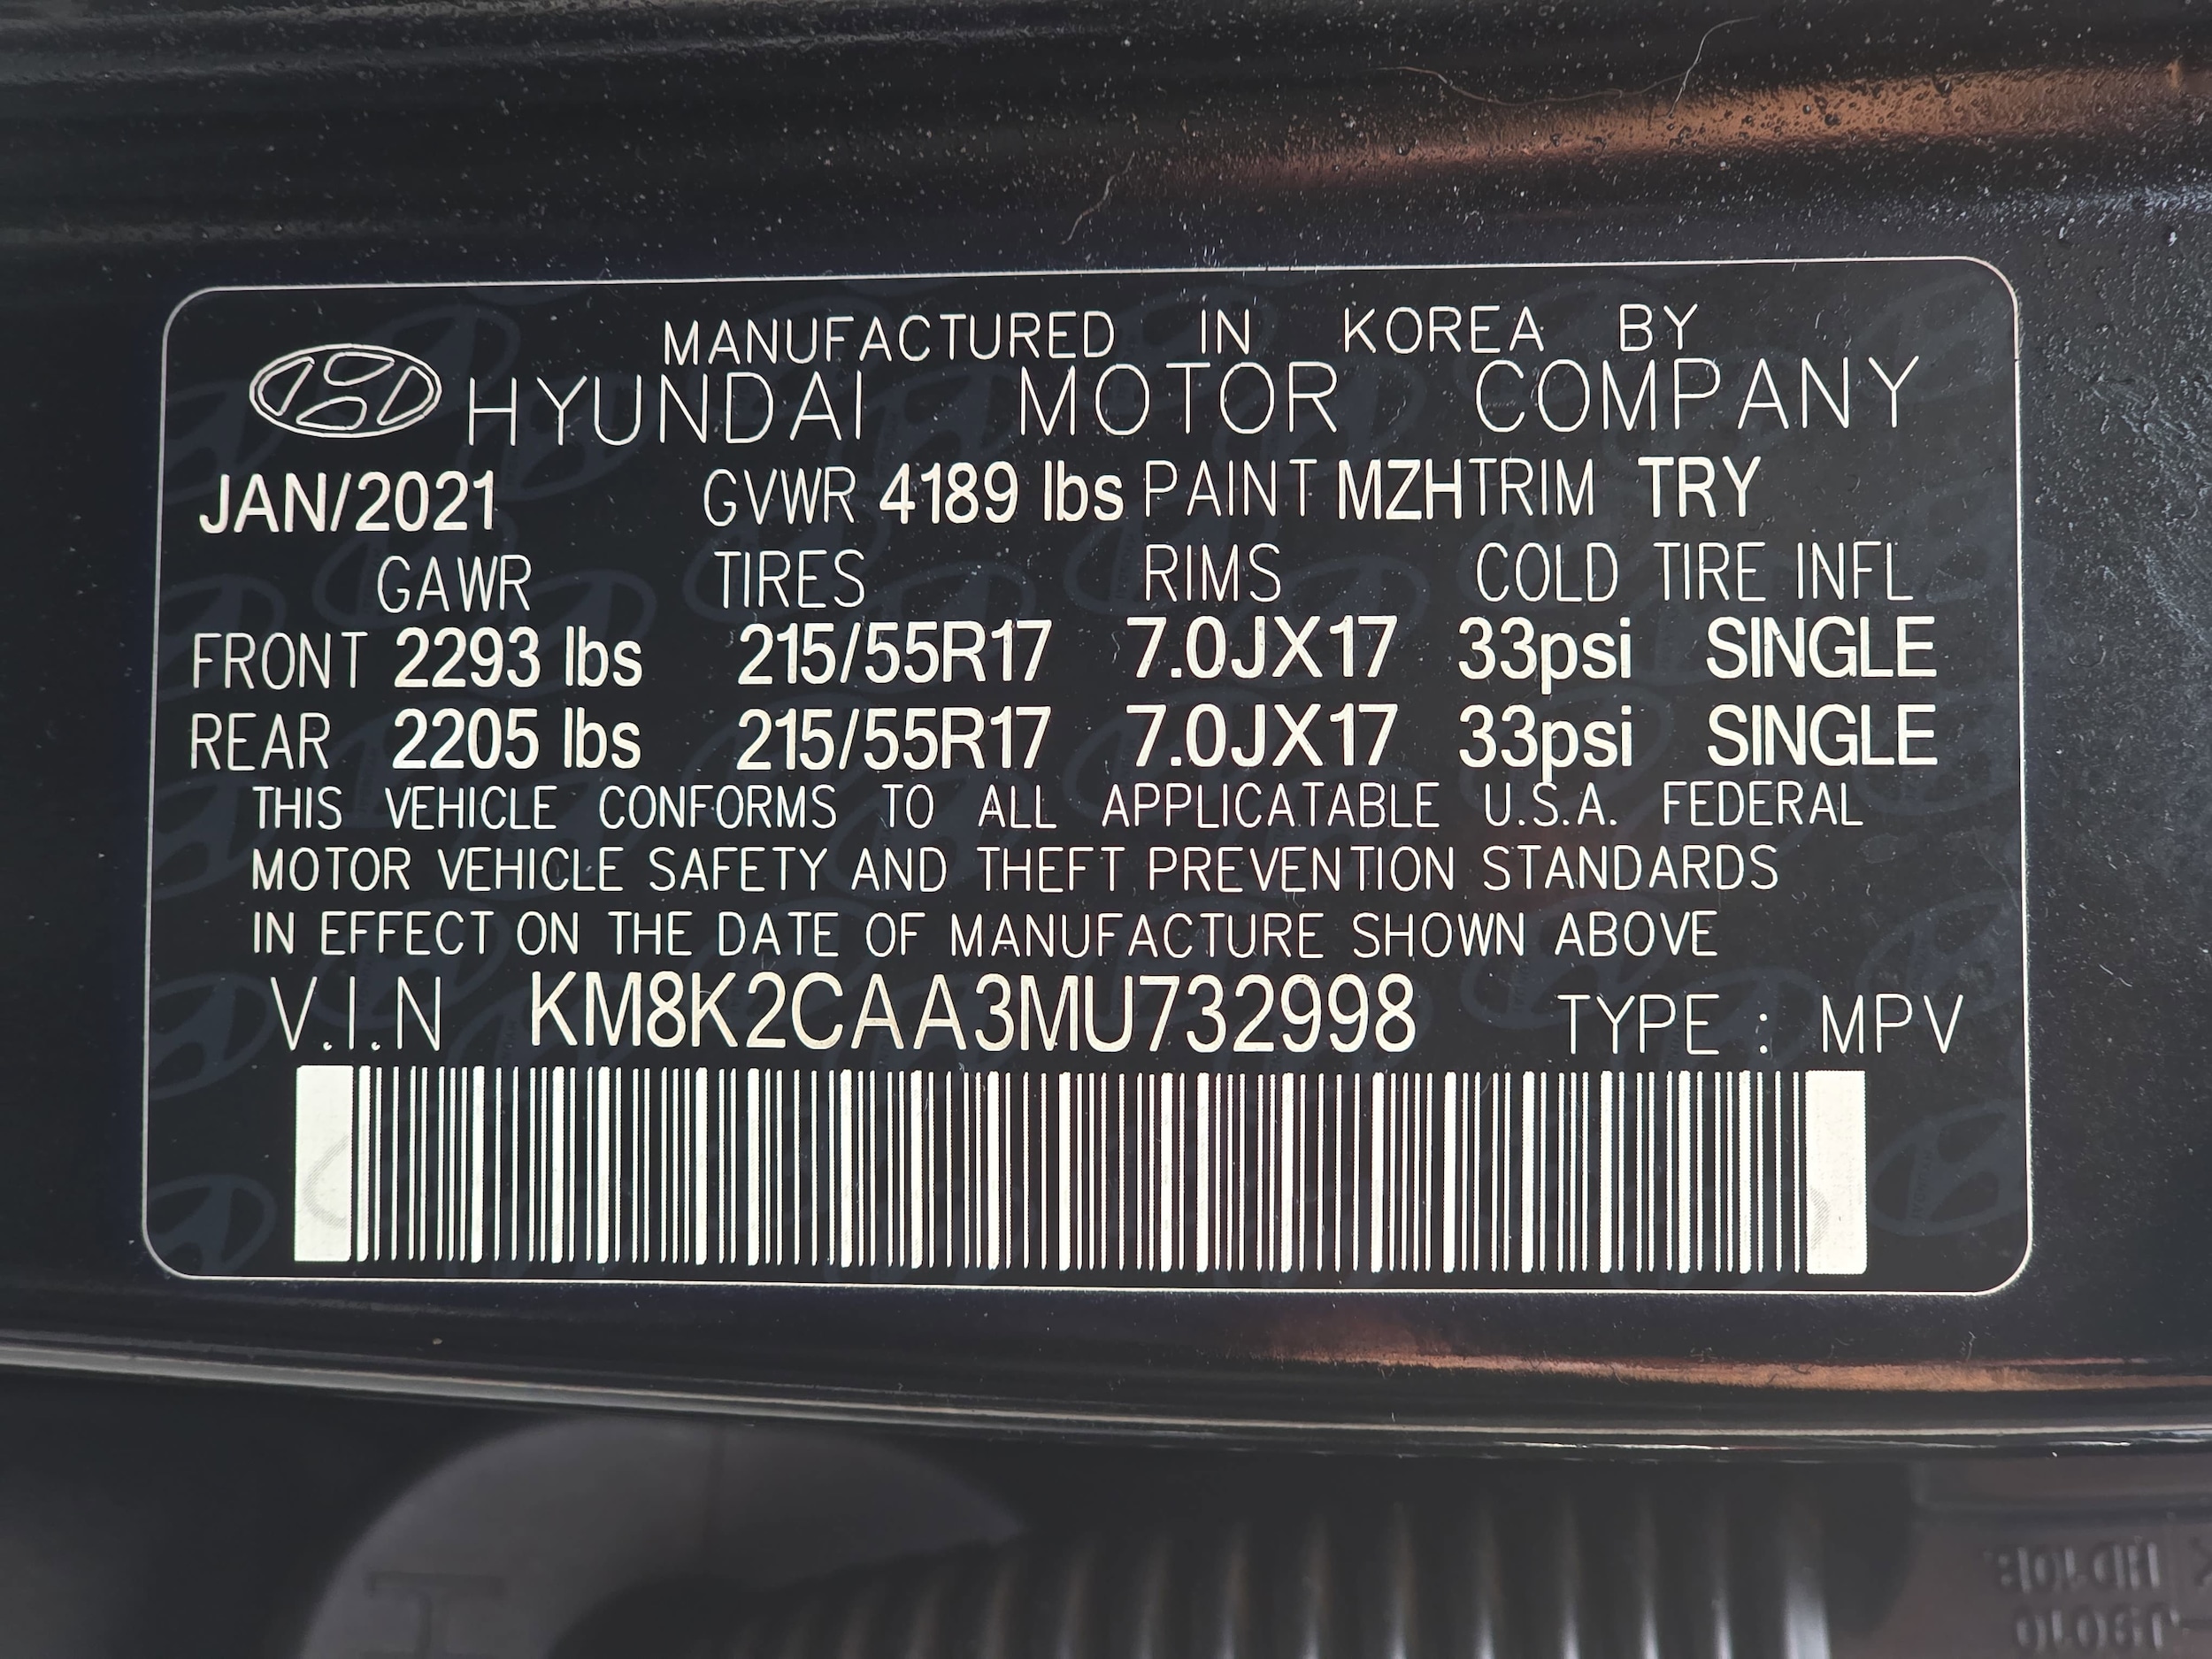 MANUFACTURED IN KOREA BY
HYUNDAI MOTOR COMPANY
JAN/2021 GVWR 4189 lbs PAINT MZH TRIM TRY
GAWR TIRES RIMS COLD TIRE INFL
FRONT 2293 lbs 215/55R17 7.0JX17 33psi SINGLE
REAR 2205 lbs 215/55R17 7.0JX17 33psi SINGLE
THIS VEHICLE CONFORMS TO ALL APPLICATABLE U.S.A. FEDERAL
MOTOR VEHICLE SAFETY AND THEFT PREVENTION STANDARDS
IN EFFECT ON THE DATE OF MANUFACTURE SHOWN ABOVE
V.I.N KM8K2CAA3MU732998 TYPE : MPV